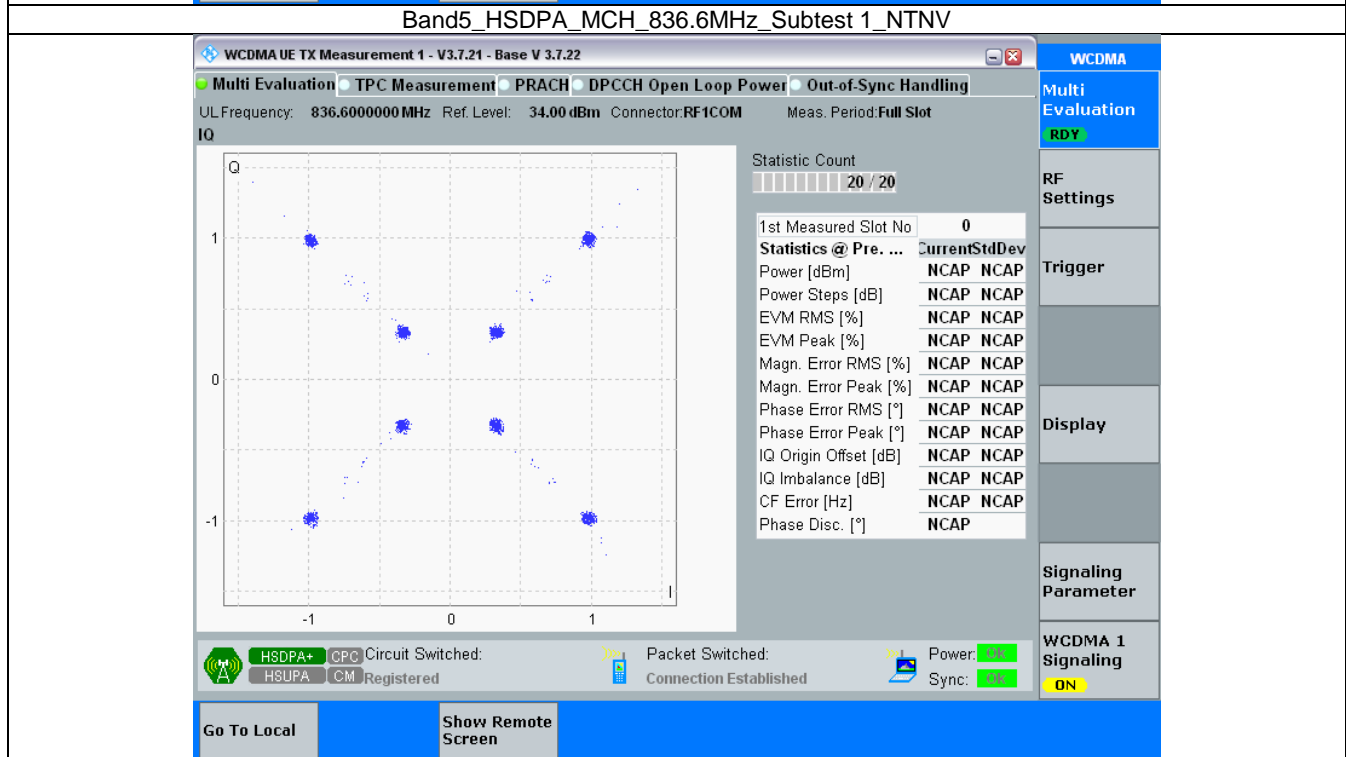 Band5_HSDPA_MCH_836.6MHz_Subtest 1_NTNV
WCDMA UE TX Measurement 1 - V3.7.21 - Base V 3.7.22
WCDMA
Multi Evaluation TPC Measurement PRACH DPCCH Open Loop Power Out-of-Sync Handling
UL Frequency: 836.6000000 MHz Ref. Level: 34.00 dBm Connector:RF1COM Meas. Period:Full Slot
IQ
Q
1
0
-1
-1 0 1
I
Statistic Count
20 / 20
1st Measured Slot No 0
Statistics @ Pre. ... Current StdDev
Power [dBm] NCAP NCAP
Power Steps [dB] NCAP NCAP
EVM RMS [%] NCAP NCAP
EVM Peak [%] NCAP NCAP
Magn. Error RMS [%] NCAP NCAP
Magn. Error Peak [%] NCAP NCAP
Phase Error RMS [°] NCAP NCAP
Phase Error Peak [°] NCAP NCAP
IQ Origin Offset [dB] NCAP NCAP
IQ Imbalance [dB] NCAP NCAP
CF Error [Hz] NCAP NCAP
Phase Disc. [°] NCAP
Multi
Evaluation
RDY
RF
Settings
Trigger
Display
Signaling
Parameter
WCDMA 1
Signaling
ON
HSDPA+ CPC Circuit Switched: Packet Switched: Power: OK
HSUPA CM Registered Connection Established Sync: OK
Go To Local
Show Remote
Screen